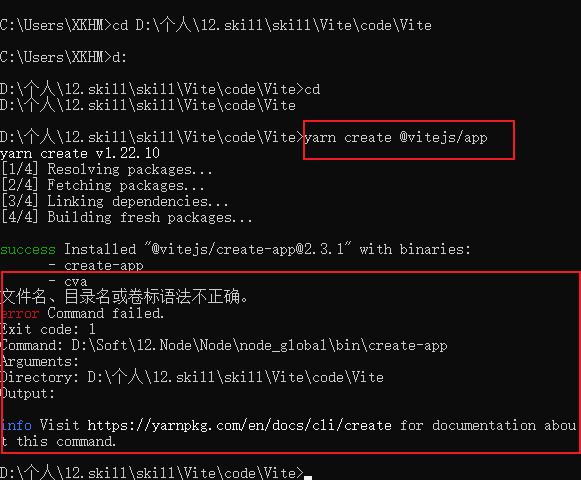 C:\Users\XKHM>cd D:\个人\12.skill\skill\Vite\code\Vite
C:\Users\XKHM>d:
D:\个人\12.skill\skill\Vite\code\Vite>cd
D:\个人\12.skill\skill\Vite\code\Vite
D:\个人\12.skill\skill\Vite\code\Vite>yarn create @vitejs/app
yarn create v1.22.10
[1/4] Resolving packages...
[2/4] Fetching packages...
[3/4] Linking dependencies...
[4/4] Building fresh packages...
success Installed "@vitejs/create-app@2.3.1" with binaries:
- create-app
- cva
文件名、目录名或卷标语法不正确。
error Command failed.
Exit code: 1
Command: D:\Soft\12.Node\Node\node_global\bin\create-app
Arguments:
Directory: D:\个人\12.skill\skill\Vite\code\Vite
Output:
info Visit https://yarnpkg.com/en/docs/cli/create for documentation abou
t this command.
D:\个人\12.skill\skill\Vite\code\Vite>